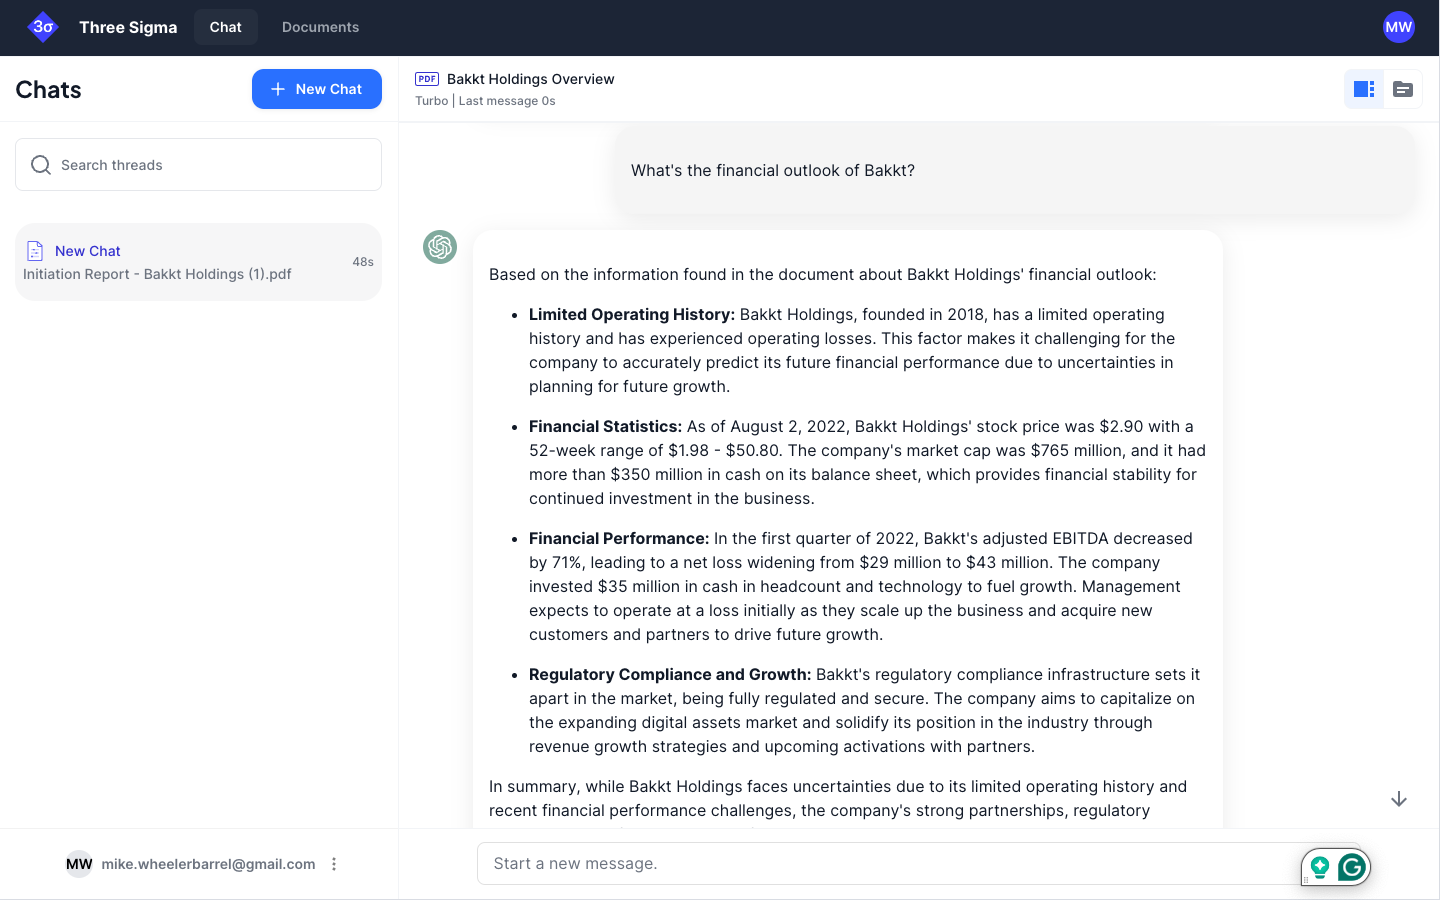 3σ Three Sigma Chat Documents MW
Chats
+ New Chat
Search threads
New Chat
48s
Initiation Report - Bakkt Holdings (1).pdf
MW mike.wheelerbarrel@gmail.com
PDF Bakkt Holdings Overview
Turbo | Last message 0s
What's the financial outlook of Bakkt?
Based on the information found in the document about Bakkt Holdings' financial outlook:
• Limited Operating History: Bakkt Holdings, founded in 2018, has a limited operating
history and has experienced operating losses. This factor makes it challenging for the
company to accurately predict its future financial performance due to uncertainties in
planning for future growth.
• Financial Statistics: As of August 2, 2022, Bakkt Holdings' stock price was $2.90 with a
52-week range of $1.98 - $50.80. The company's market cap was $765 million, and it had
more than $350 million in cash on its balance sheet, which provides financial stability for
continued investment in the business.
• Financial Performance: In the first quarter of 2022, Bakkt's adjusted EBITDA decreased
by 71%, leading to a net loss widening from $29 million to $43 million. The company
invested $35 million in cash in headcount and technology to fuel growth. Management
expects to operate at a loss initially as they scale up the business and acquire new
customers and partners to drive future growth.
• Regulatory Compliance and Growth: Bakkt's regulatory compliance infrastructure sets it
apart in the market, being fully regulated and secure. The company aims to capitalize on
the expanding digital assets market and solidify its position in the industry through
revenue growth strategies and upcoming activations with partners.
In summary, while Bakkt Holdings faces uncertainties due to its limited operating history and
recent financial performance challenges, the company's strong partnerships, regulatory
Start a new message.